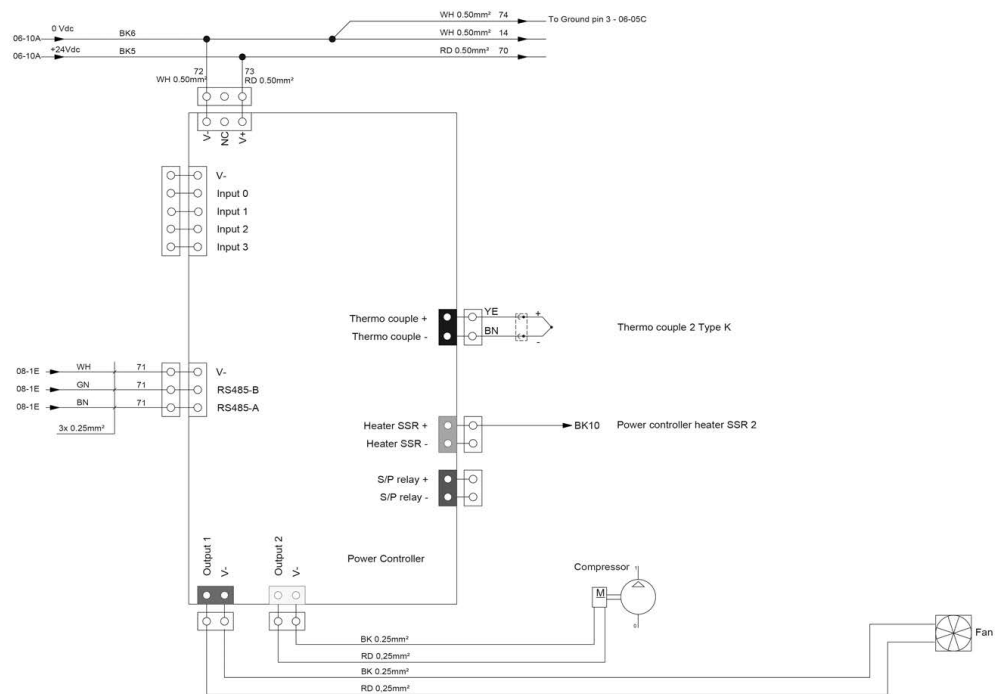 WH 0.50mm² 74
To Ground pin 3 - 06-05C
0 Vdc
06-10A
BK6
WH 0.50mm² 14
+24Vdc
06-10A
BK5
RD 0.50mm² 70
72
WH 0.50mm²
73
RD 0.50mm²
V-
NC
V+
V-
Input 0
Input 1
Input 2
Input 3
Thermo couple +
YE
+
Thermo couple -
BN
-
Thermo couple 2 Type K
08-1E
WH
71
V-
08-1E
GN
71
RS485-B
08-1E
BN
71
RS485-A
3x 0.25mm²
Heater SSR +
BK10
Power controller heater SSR 2
Heater SSR -
S/P relay +
S/P relay -
Output 1
V-
Output 2
V-
Power Controller
Compressor
M
BK 0.25mm²
RD 0,25mm²
BK 0.25mm²
RD 0,25mm²
Fan